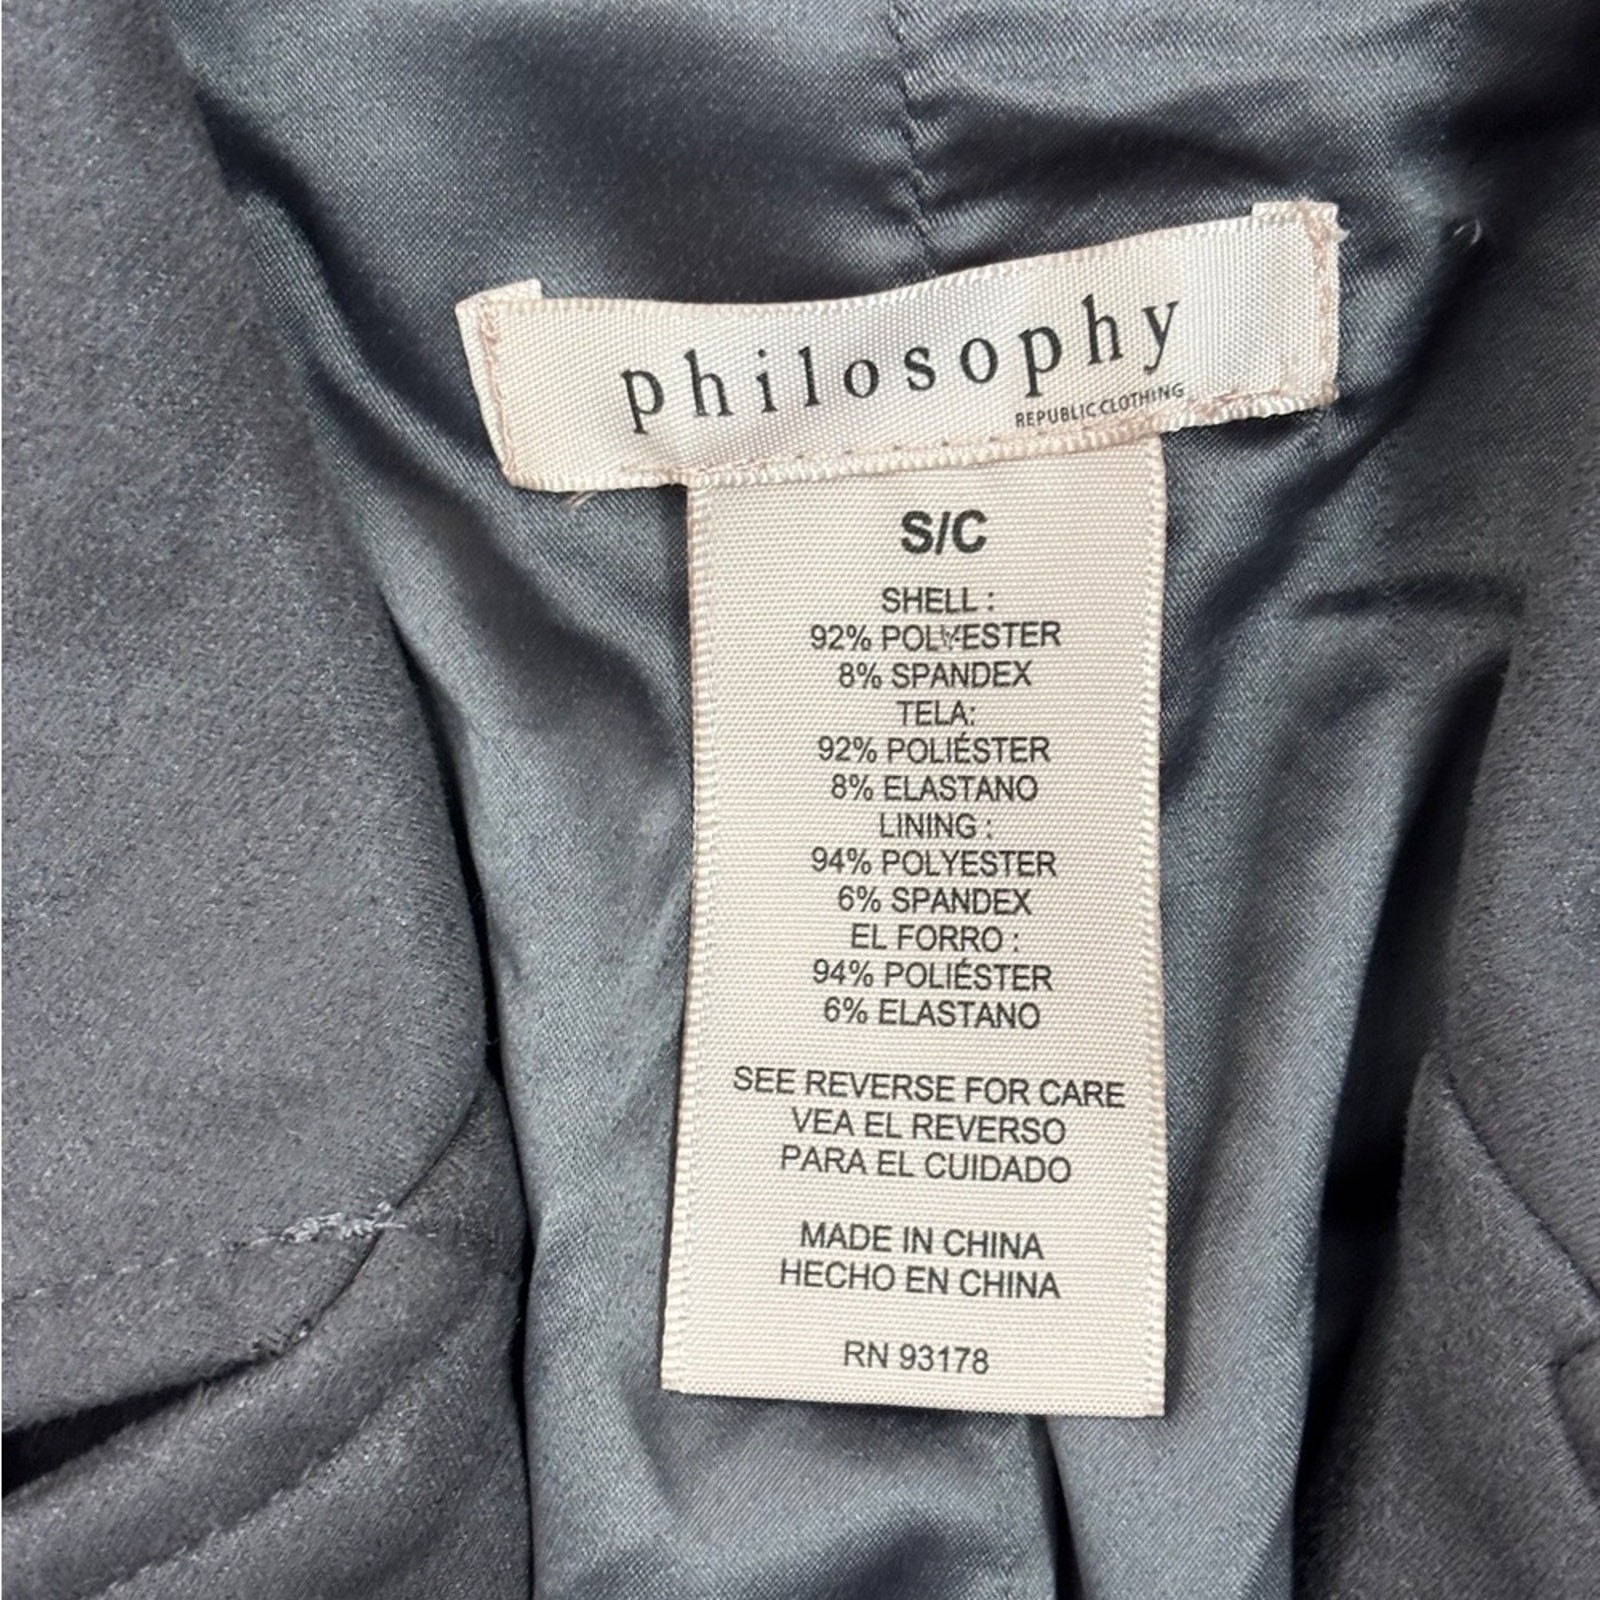 philosophy
REPUBLIC CLOTHING
S/C
SHELL :
92% POLYESTER
8% SPANDEX
TELA:
92% POLIÉSTER
8% ELASTANO
LINING :
94% POLYESTER
6% SPANDEX
EL FORRO :
94% POLIÉSTER
6% ELASTANO
SEE REVERSE FOR CARE
VEA EL REVERSO
PARA EL CUIDADO
MADE IN CHINA
HECHO EN CHINA
RN 93178